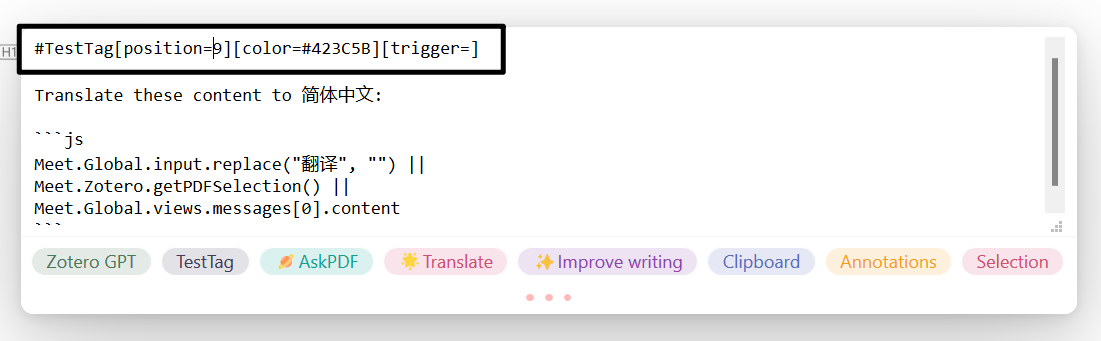 H1
#TestTag[position=9][color=#423C5B][trigger=]
Translate these content to 简体中文:
```js
Meet.Global.input.replace("翻译", "") ||
Meet.Zotero.getPDFSelection() ||
Meet.Global.views.messages[0].content
```
Zotero GPT
TestTag
🪐 AskPDF
🌟 Translate
✨ Improve writing
Clipboard
Annotations
Selection